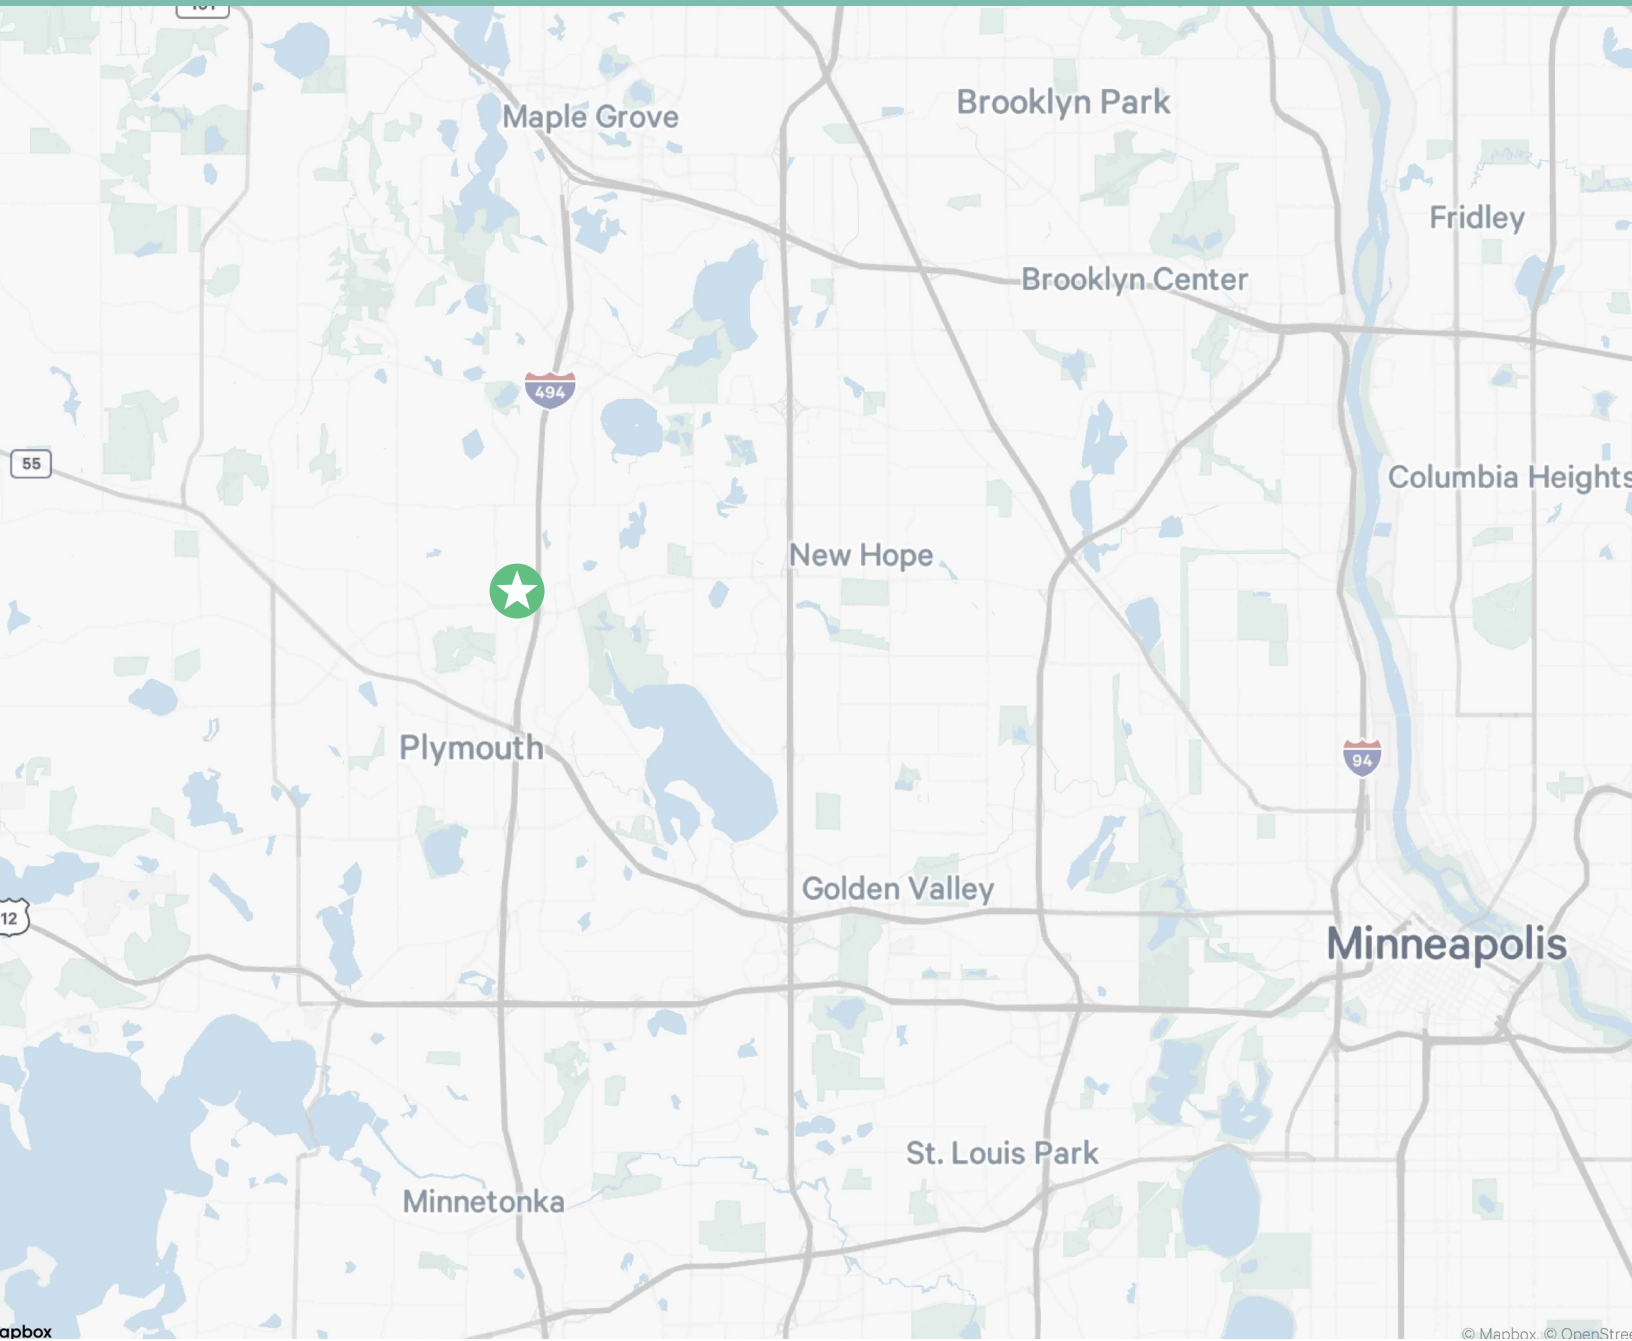 Maple Grove
Brooklyn Park
Fridley
Brooklyn Center
494
55
Columbia Heights
New Hope
Plymouth
94
Golden Valley
12
Minneapolis
St. Louis Park
Minnetonka
apbox
© Mapbox, © OpenStree